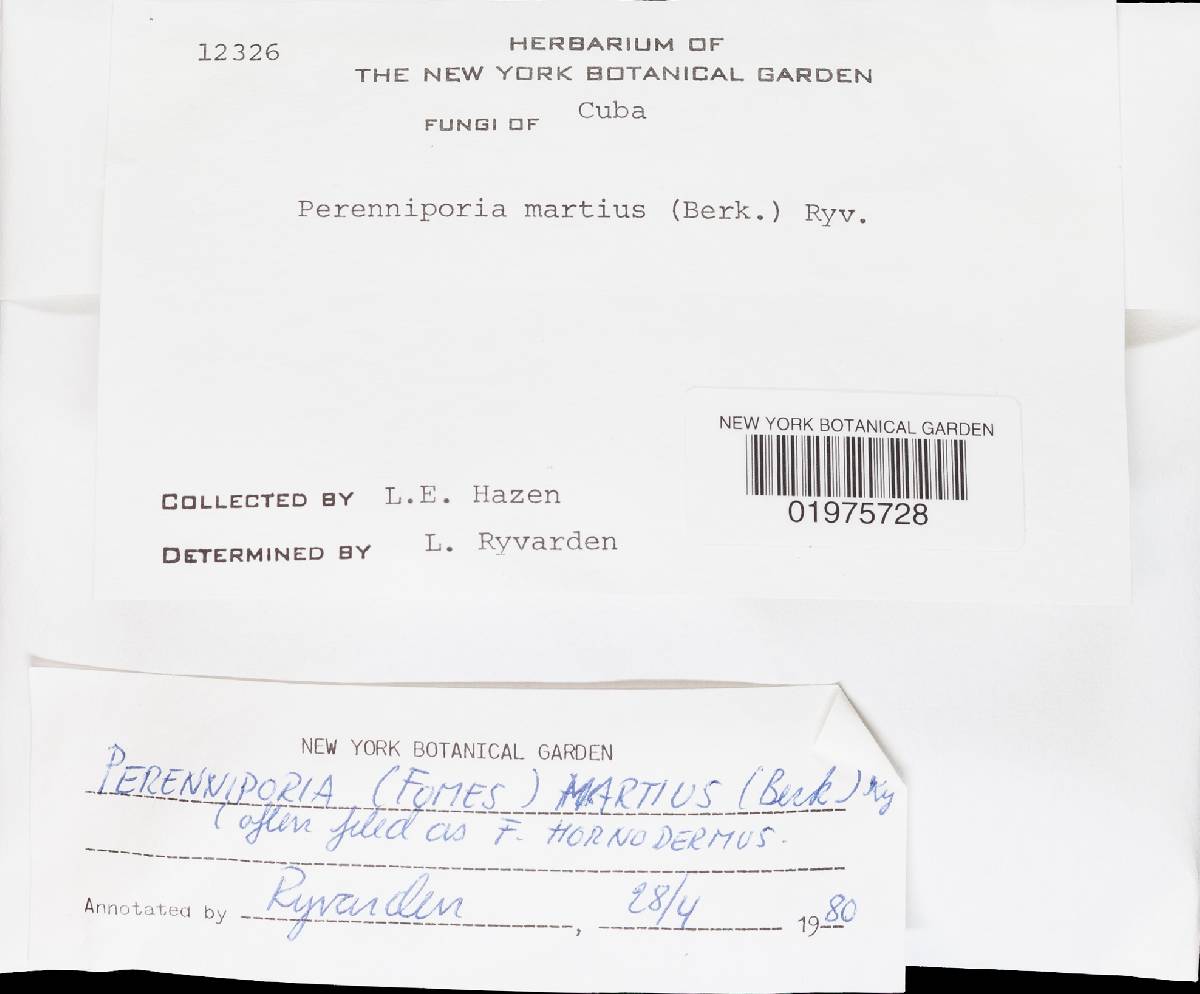 12326
HERBARIUM OF
THE NEW YORK BOTANICAL GARDEN
FUNGI OF Cuba
Perenniporia martius (Berk.) Ryv.
NEW YORK BOTANICAL GARDEN
01975728
COLLECTED BY L.E. Hazen
DETERMINED BY L. Ryvarden
NEW YORK BOTANICAL GARDEN
PERENNIPORIA (FOMES) MARTIUS (Berk) Ry
(often filed as F. HORNODERMUS.
Annotated by Ryvarden, 28/4 1980